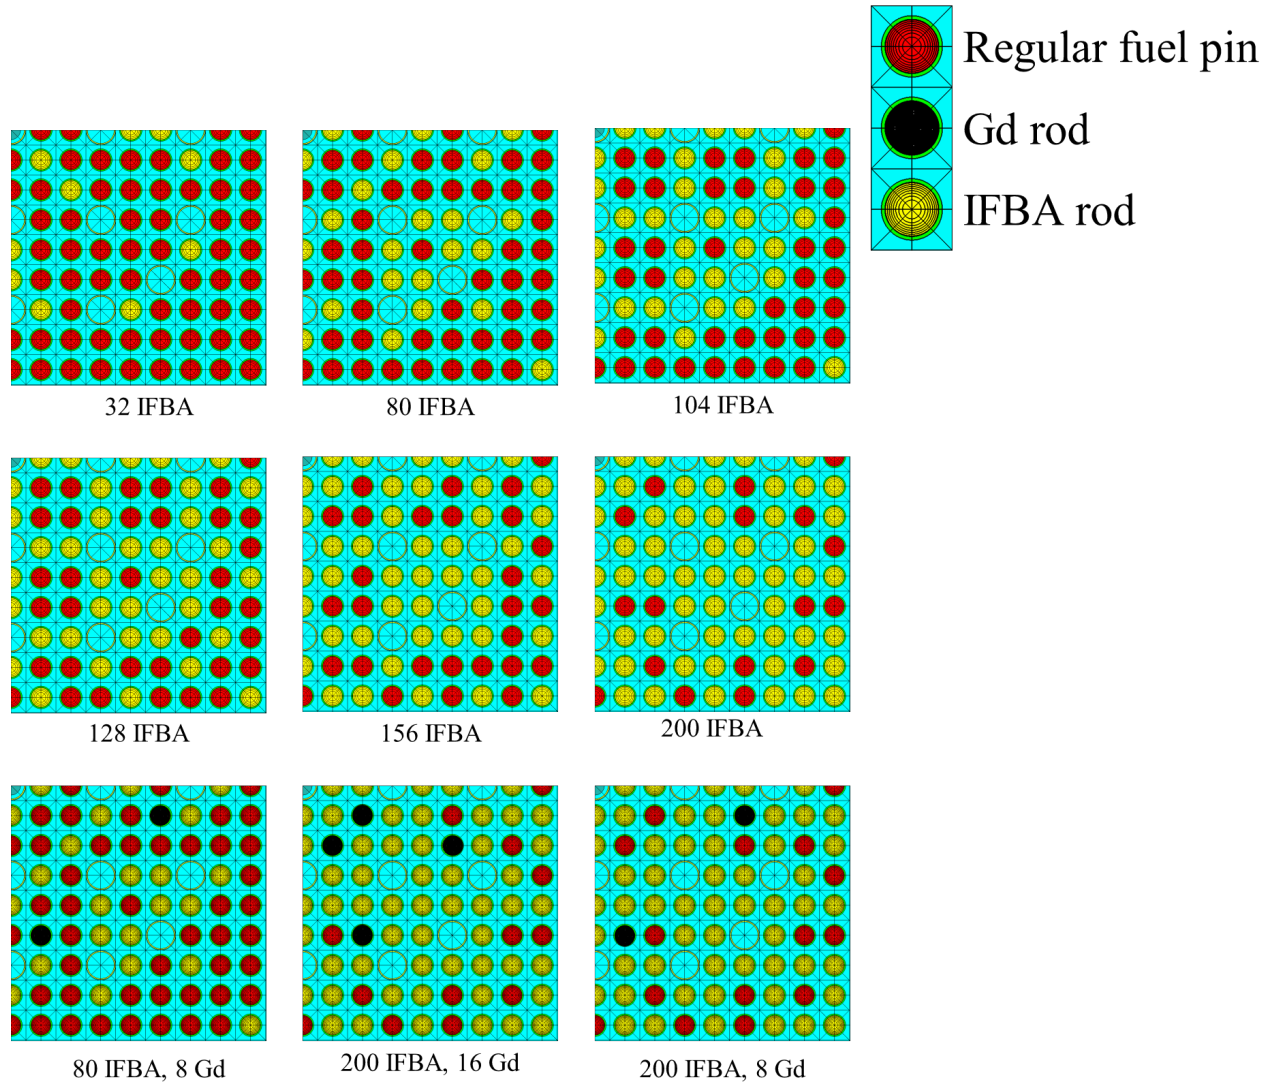 Regular fuel pin
Gd rod
IFBA rod
32 IFBA
80 IFBA
104 IFBA
128 IFBA
156 IFBA
200 IFBA
80 IFBA, 8 Gd
200 IFBA, 16 Gd
200 IFBA, 8 Gd